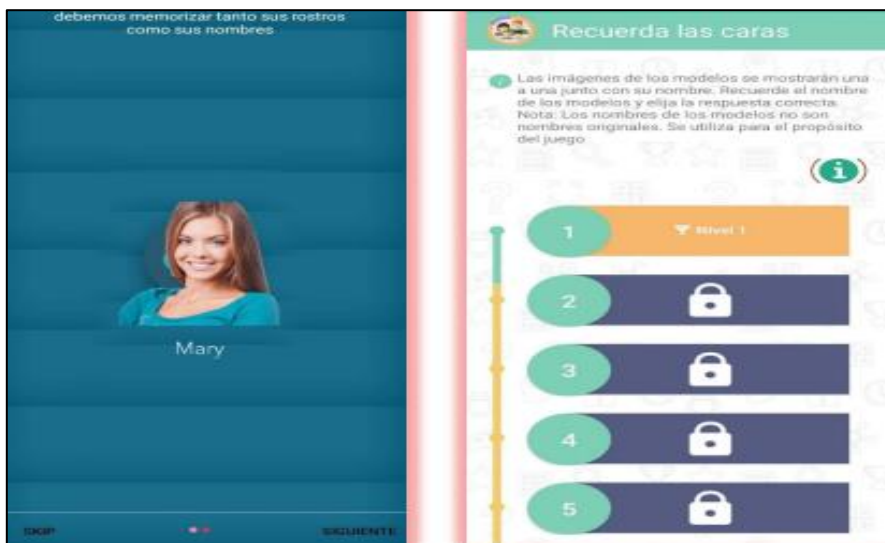 debemos memorizar tanto sus rostros
como sus nombres
Mary
SKIP
SIGUIENTE
Recuerda las caras
Las imágenes de los modelos se mostrarán una
a una junto con su nombre. Recuerde el nombre
de los modelos y elija la respuesta correcta.
Nota: Los nombres de los modelos no son
nombres originales. Se utiliza para el propósito
del juego
i
1
Nivel 1
2
3
4
5